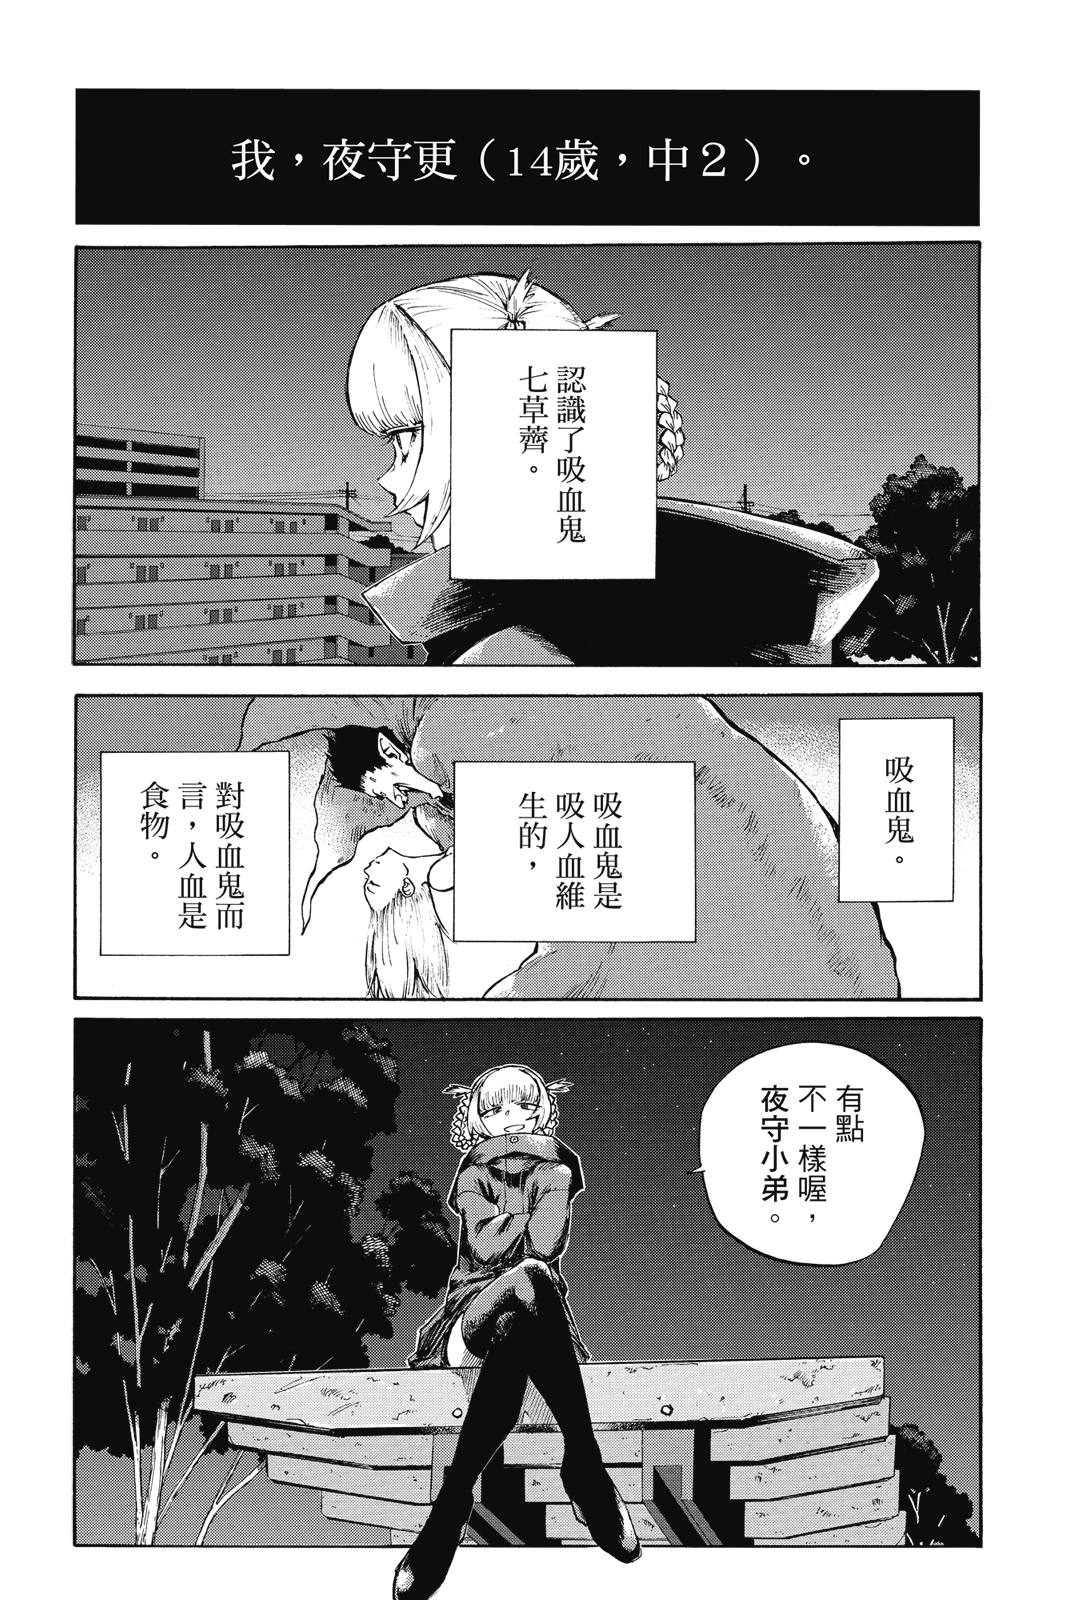 我，夜守更（14歲，中２）。
認識了吸血鬼
七草薺。
吸血鬼。
吸血鬼是
吸人血維
生的，
對吸血鬼而
言，人血是
食物。
有點
不一樣喔，
夜守小弟。